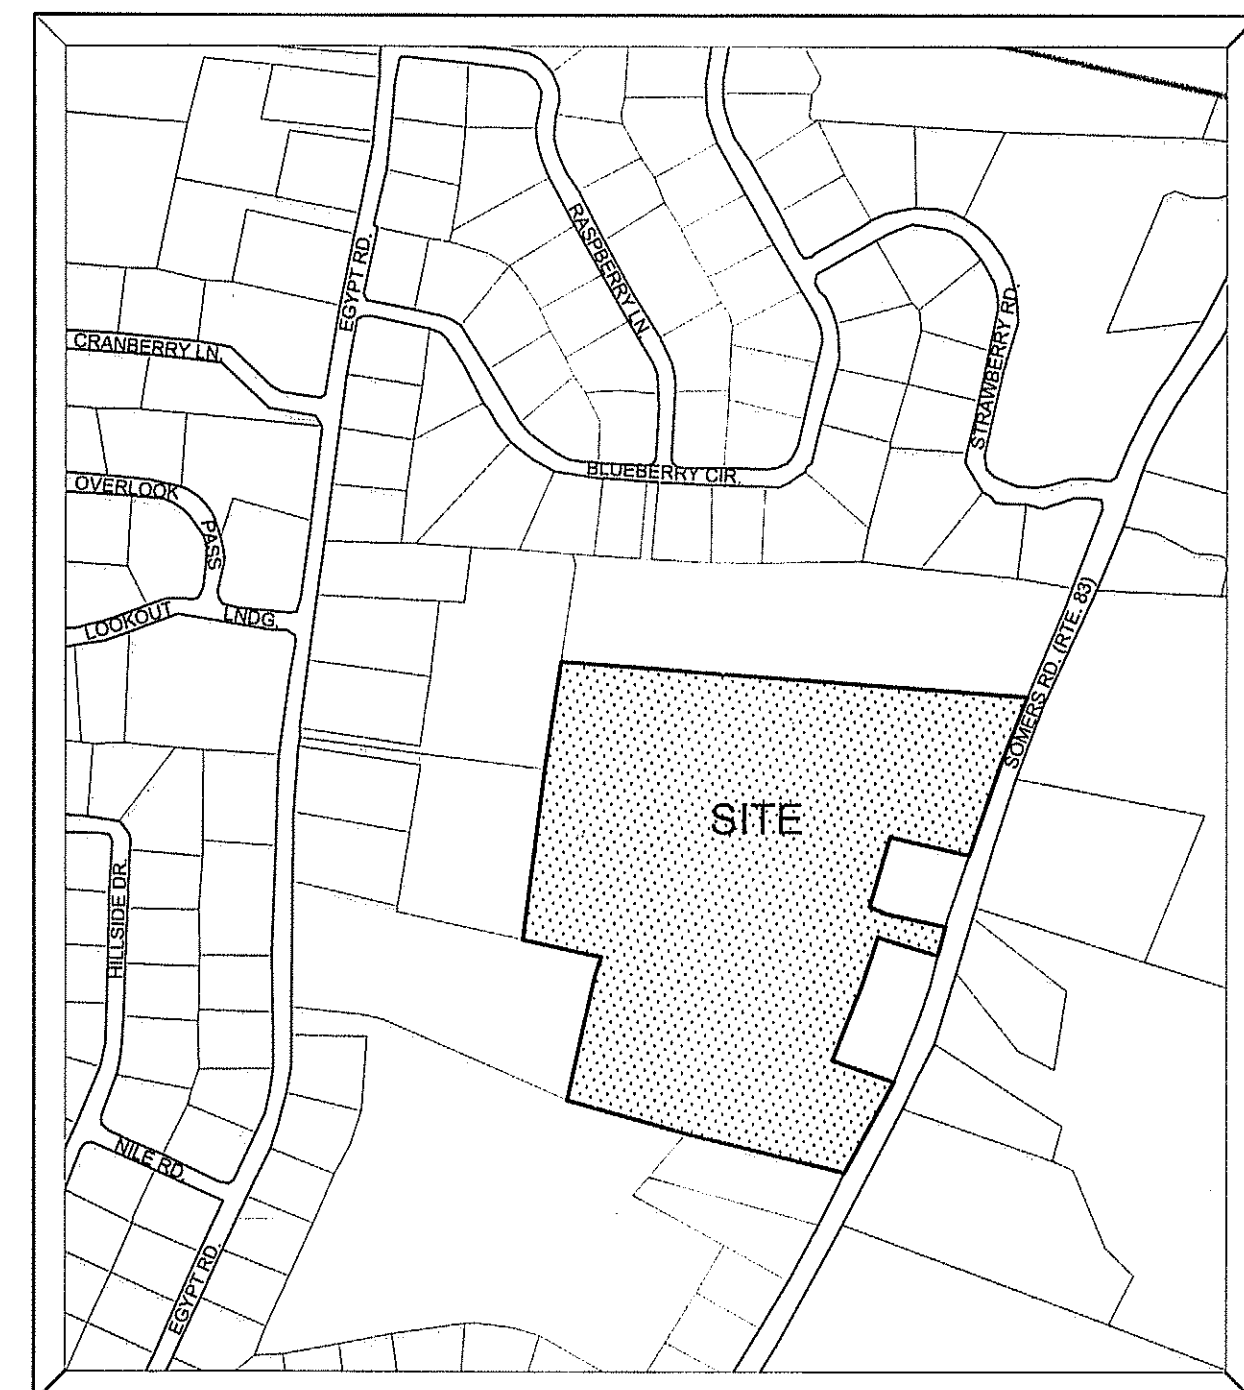 RASPBERRY LN.
EGYPT RD.
STRAWBERRY RD.
CRANBERRY LN.
BLUEBERRY CIR.
OVERLOOK
PASS
LOOKOUT
LNDG.
SOMERS RD. (RTE. 83)
SITE
HILLSIDE DR.
NILE RD.
EGYPT RD.